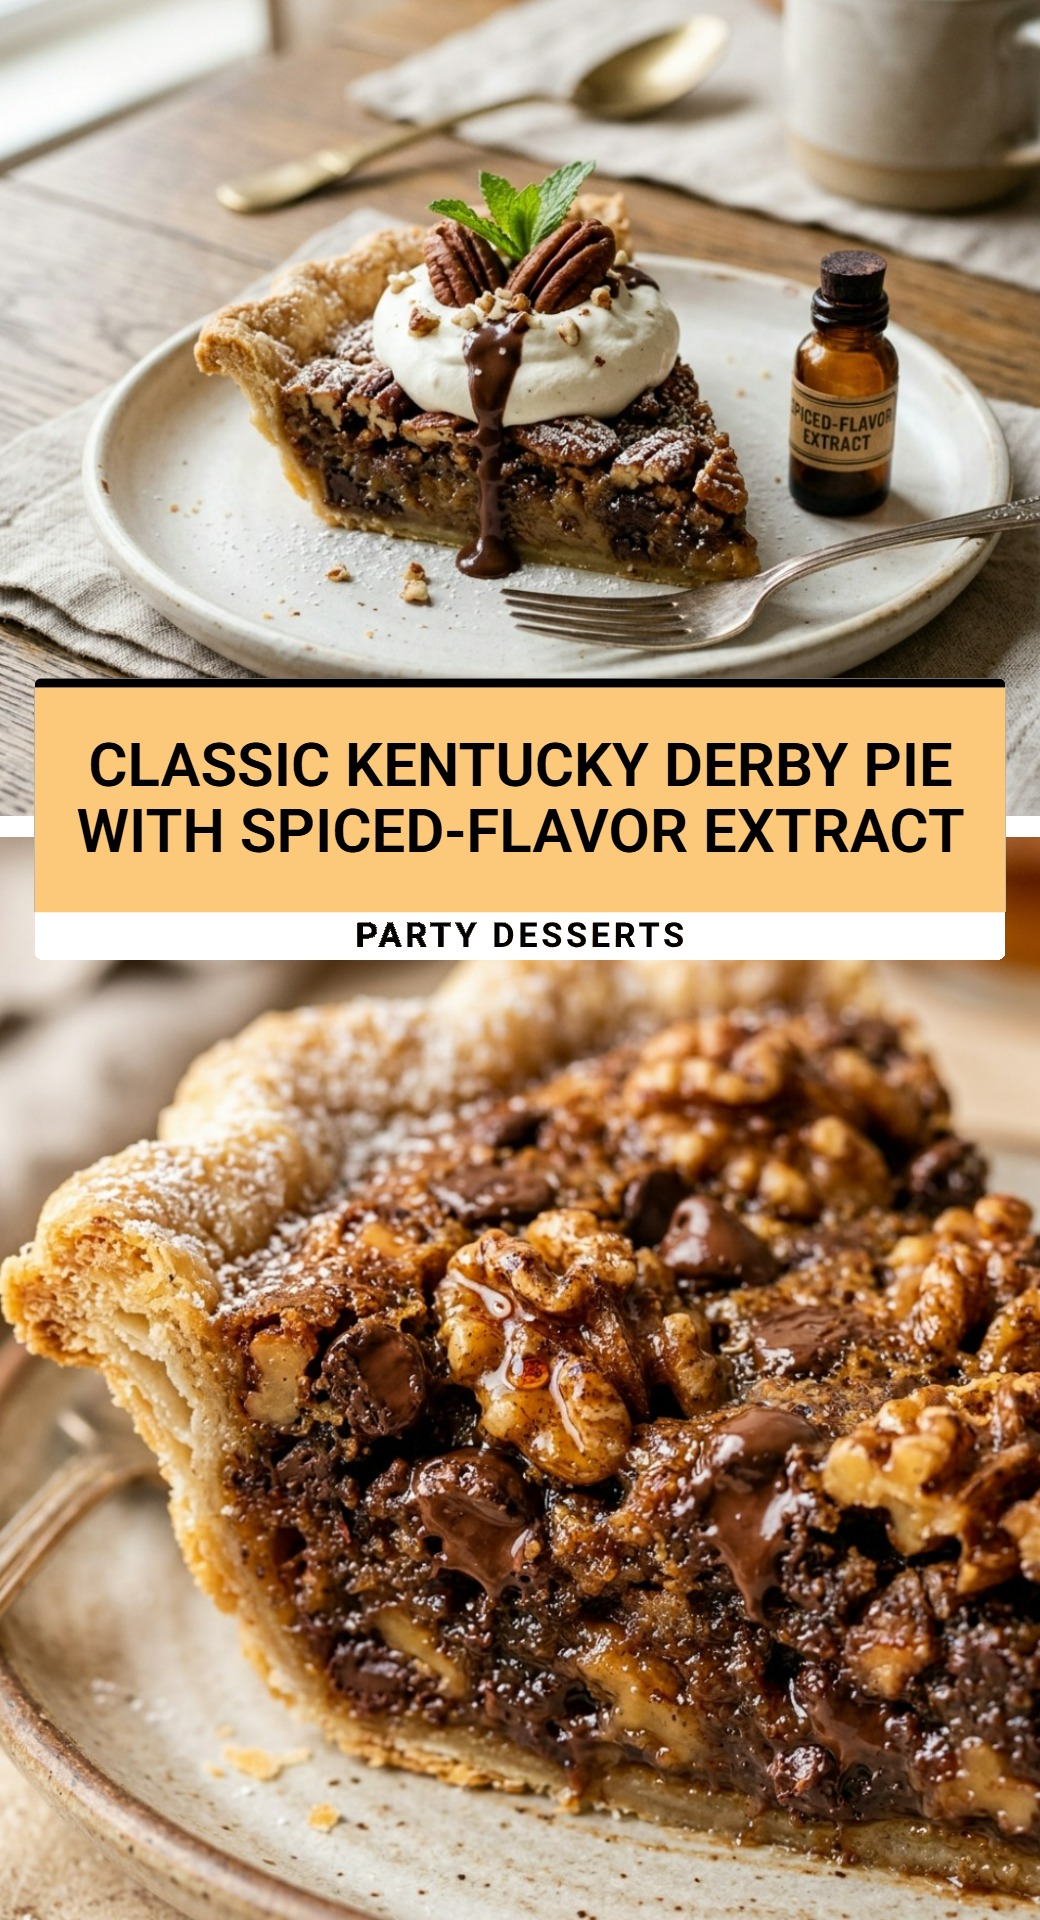 SPICED-FLAVOR
EXTRACT
CLASSIC KENTUCKY DERBY PIE
WITH SPICED-FLAVOR EXTRACT
PARTY DESSERTS